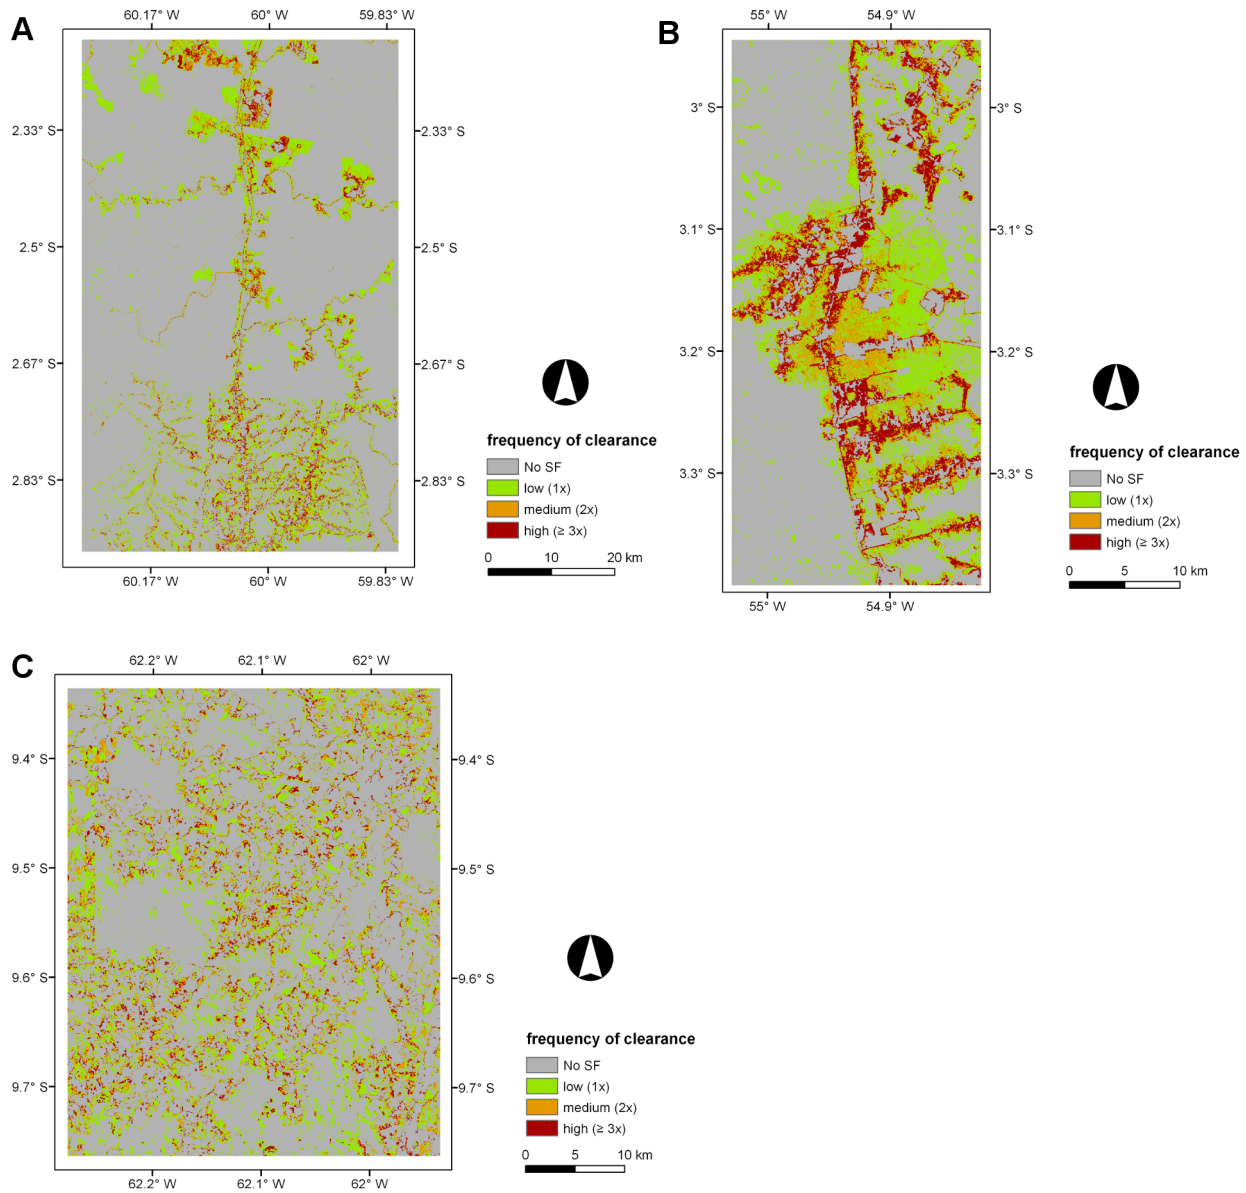 A
60.17° W 60° W 59.83° W
2.33° S 2.33° S
2.5° S 2.5° S
2.67° S 2.67° S
2.83° S 2.83° S
60.17° W 60° W 59.83° W
frequency of clearance
No SF
low (1x)
medium (2x)
high (≥ 3x)
0 10 20 km
B
55° W 54.9° W
3° S 3° S
3.1° S 3.1° S
3.2° S 3.2° S
3.3° S 3.3° S
55° W 54.9° W
frequency of clearance
No SF
low (1x)
medium (2x)
high (≥ 3x)
0 5 10 km
C
62.2° W 62.1° W 62° W
9.4° S 9.4° S
9.5° S 9.5° S
9.6° S 9.6° S
9.7° S 9.7° S
62.2° W 62.1° W 62° W
frequency of clearance
No SF
low (1x)
medium (2x)
high (≥ 3x)
0 5 10 km